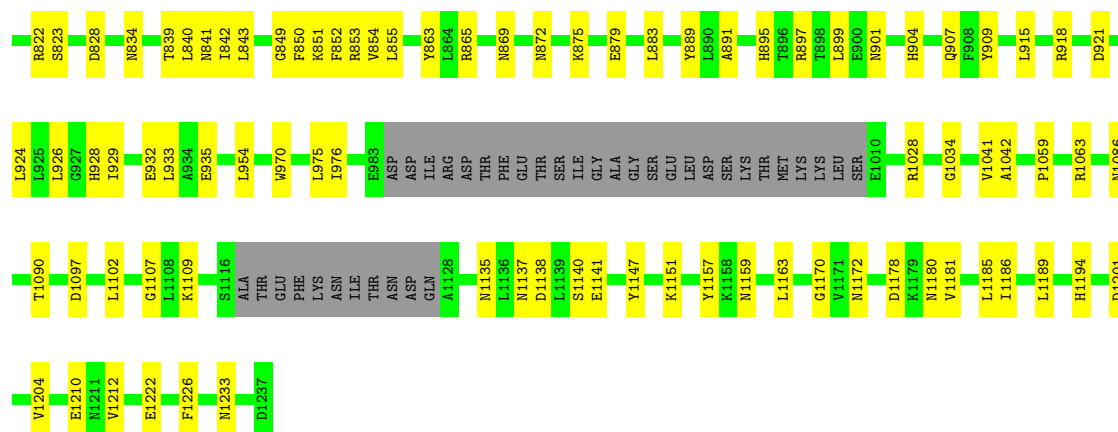 R822 S823 D828 N834 T839 L840 N841 I842 L843 G849 F850 K851 F852 R853 V854 L855 Y863 L864 R865 N869 N872 K875 E879 L883 Y889 L890 A891 H895 T896 R897 T898 L899 E900 N901 H904 Q907 F908 Y909 L915 R918 D921
L924 L925 L926 G927 H928 I929 E932 L933 A934 E935 L954 W970 L975 I976 E983 ASP ASP ILE ARG ASP THR PHE GLU THR SER ILE GLY ALA GLY SER GLU LEU ASP SER LYS THR MET LYS LYS LEU SER E1010 R1028 G1034 V1041 A1042 P1059 R1063 N1086
T1090 D1097 L1102 G1107 L1108 K1109 S1116 ALA THR GLU PHE LYS ASN ILE THR ASN ASP GLN A1128 N1135 L1136 N1137 D1138 L1139 S1140 E1141 Y1147 K1151 Y1157 K1158 N1159 L1163 G1170 V1171 N1172 D1178 K1179 N1180 V1181 L1185 I1186 L1189 H1194 D1201
V1204 E1210 N1211 V1212 E1222 F1226 N1233 D1237